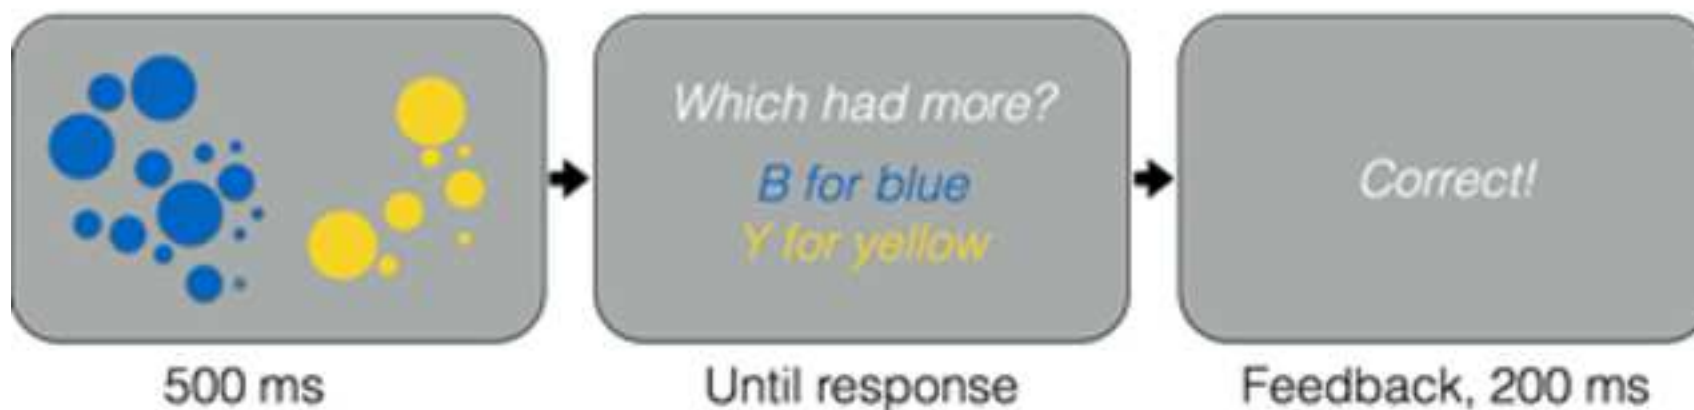 Which had more?
B for blue
Y for yellow
Correct!
500 ms
Until response
Feedback, 200 ms